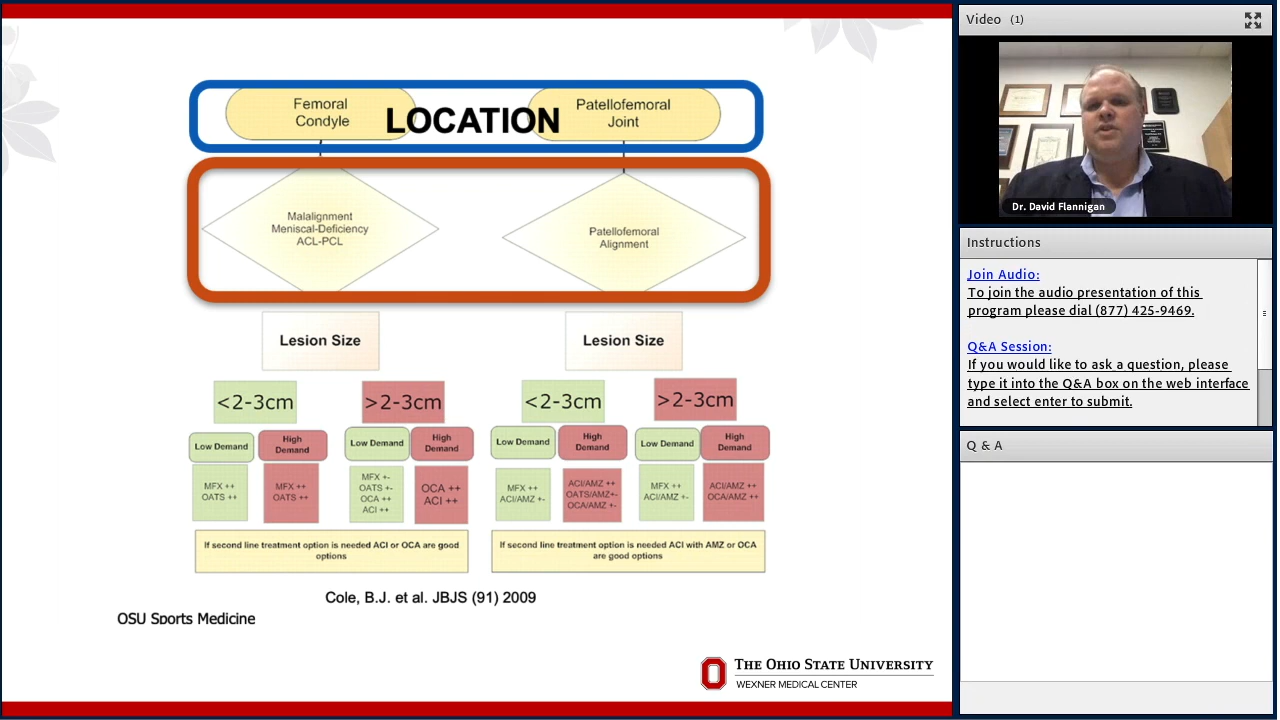 LOCATION
Femoral
Condyle
Patellofemoral
Joint
Malalignment
Meniscal-Deficiency
ACL-PCL
Patellofemoral
Alignment
Lesion Size
Lesion Size
<2-3cm
>2-3cm
<2-3cm
>2-3cm
Low Demand
High
Demand
Low Demand
High
Demand
Low Demand
High
Demand
Low Demand
High
Demand
MFX ++
OATS ++
MFX ++
OATS ++
MFX +-
OATS +-
OCA ++
ACI ++
OCA ++
ACI ++
MFX ++
ACI/AMZ +-
ACI/AMZ ++
OATS/AMZ+-
OCA/AMZ +-
MFX ++
ACI/AMZ +-
ACI/AMZ ++
OCA/AMZ ++
If second line treatment option is needed ACI or OCA are good
options
If second line treatment option is needed ACI with AMZ or OCA
are good options
Cole, B.J. et al. JBJS (91) 2009
OSU Sports Medicine
THE OHIO STATE UNIVERSITY
WEXNER MEDICAL CENTER
Video (1)
Dr. David Flannigan
Instructions
Join Audio:
To join the audio presentation of this
program please dial (877) 425-9469.
Q&A Session:
If you would like to ask a question, please
type it into the Q&A box on the web interface
and select enter to submit.
Q & A